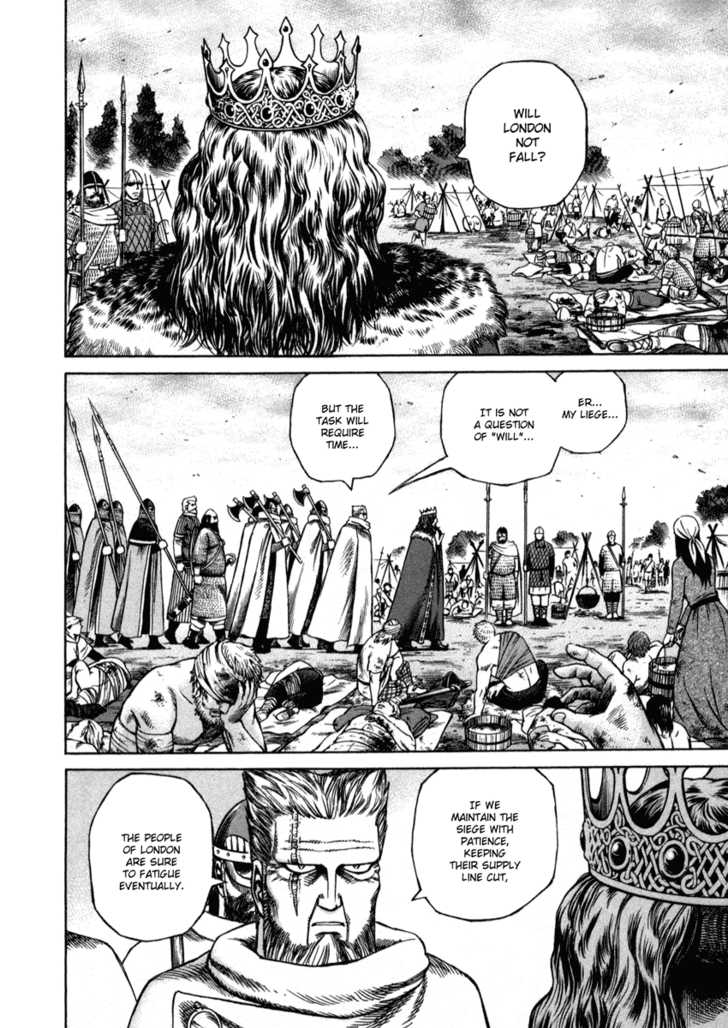 WILL
LONDON
NOT
FALL?
ER...
MY LIEGE...
IT IS NOT
A QUESTION
OF "WILL"...
BUT THE
TASK WILL
REQUIRE
TIME...
IF WE
MAINTAIN THE
SIEGE WITH
PATIENCE,
KEEPING
THEIR SUPPLY
LINE CUT,
THE PEOPLE
OF LONDON
ARE SURE
TO FATIGUE
EVENTUALLY.